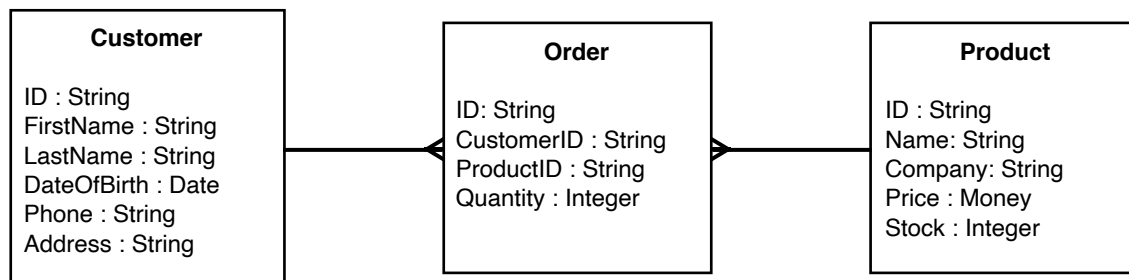 Customer
ID : String
FirstName : String
LastName : String
DateOfBirth : Date
Phone : String
Address : String
Order
ID: String
CustomerID : String
ProductID : String
Quantity : Integer
Product
ID : String
Name: String
Company: String
Price : Money
Stock : Integer